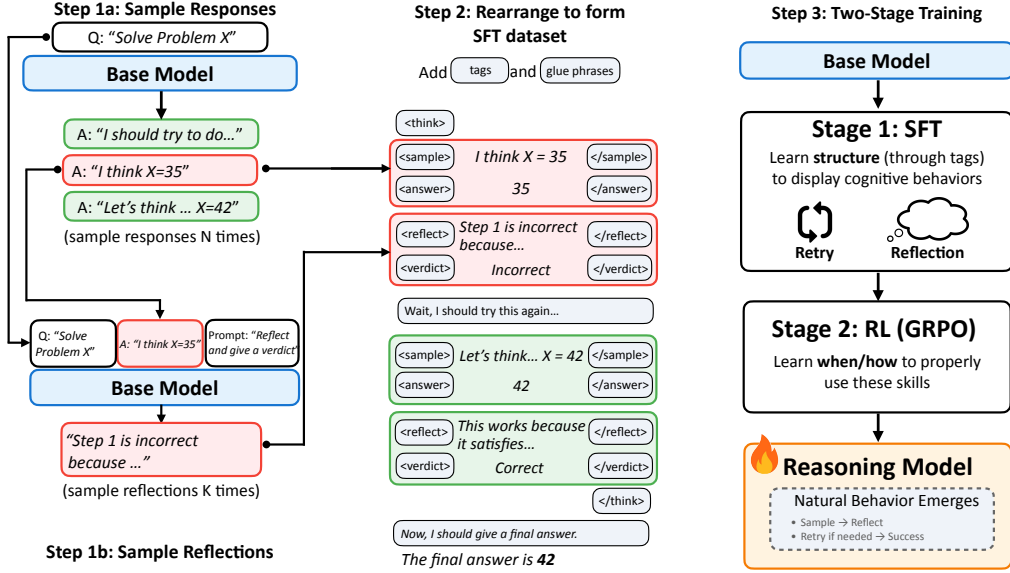 Step 1a: Sample Responses
Q: “Solve Problem X”
Base Model
A: “I should try to do…”
A: “I think X=35”
A: “Let’s think … X=42”
(sample responses N times)
Q: “Solve
Problem X”
A: “I think X=35”
Prompt: “Reflect
and give a verdict”
Base Model
“Step 1 is incorrect
because …”
(sample reflections K times)
Step 1b: Sample Reflections
Step 2: Rearrange to form
SFT dataset
Add tags and glue phrases
<think>
<sample> I think X = 35 </sample>
<answer> 35 </answer>
<reflect> Step 1 is incorrect because… </reflect>
<verdict> Incorrect </verdict>
Wait, I should try this again…
<sample> Let’s think… X = 42 </sample>
<answer> 42 </answer>
<reflect> This works because it satisfies… </reflect>
<verdict> Correct </verdict>
</think>
Now, I should give a final answer.
The final answer is 42
Step 3: Two-Stage Training
Base Model
Stage 1: SFT
Learn structure (through tags)
to display cognitive behaviors
Retry Reflection
Stage 2: RL (GRPO)
Learn when/how to properly
use these skills
Reasoning Model
Natural Behavior Emerges
• Sample → Reflect
• Retry if needed → Success